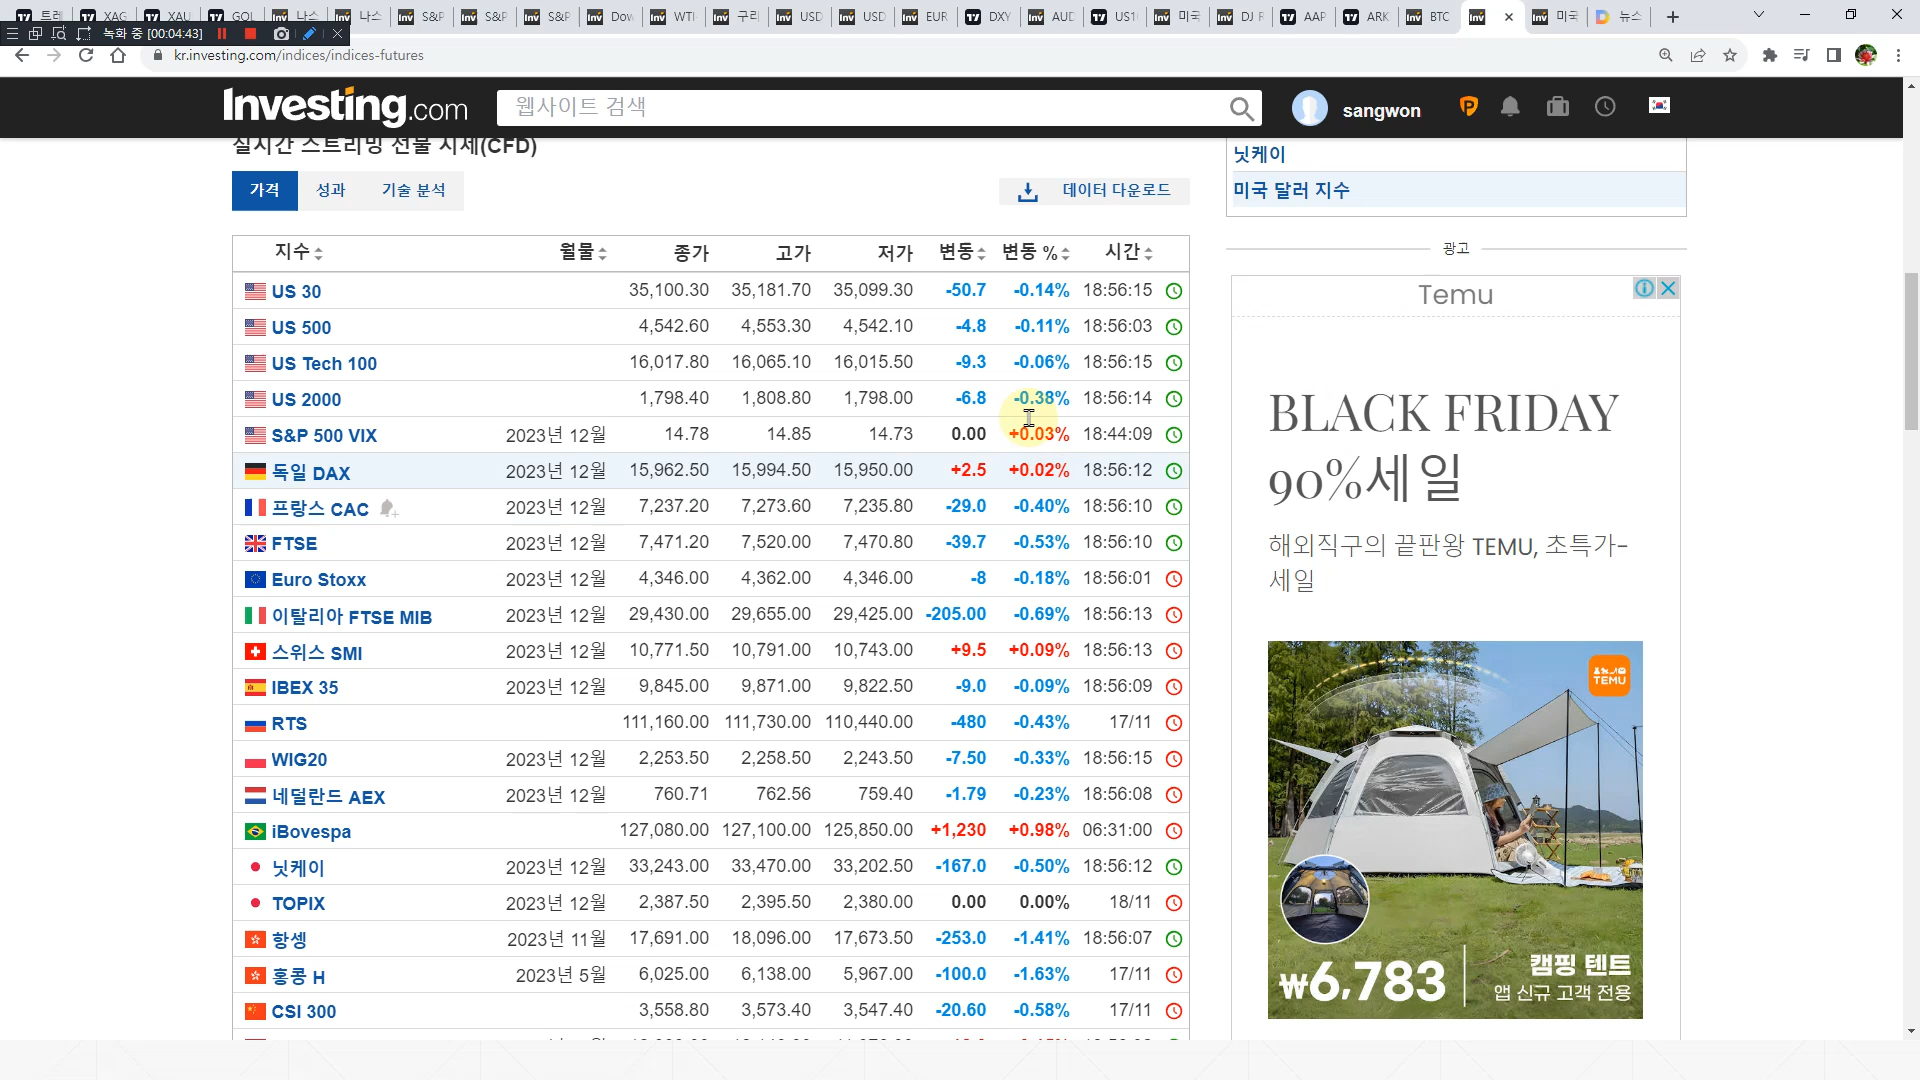 트레 XAG XAU GOL 나스 나스 S&P S&P S&P Dow WTI 구리 USD USD EUR DXY AUD US1 미국 DJ F AAP ARK BTC 미국 뉴스
녹화 중 [00:04:43]
kr.investing.com/indices/indices-futures
Investing.com 웹사이트 검색 sangwon
실시간 스트리밍 선물 시세(CFD)
가격 성과 기술 분석 데이터 다운로드
지수 월물 종가 고가 저가 변동 변동 % 시간
US 30 35,100.30 35,181.70 35,099.30 -50.7 -0.14% 18:56:15
US 500 4,542.60 4,553.30 4,542.10 -4.8 -0.11% 18:56:03
US Tech 100 16,017.80 16,065.10 16,015.50 -9.3 -0.06% 18:56:15
US 2000 1,798.40 1,808.80 1,798.00 -6.8 -0.38% 18:56:14
S&P 500 VIX 2023년 12월 14.78 14.85 14.73 0.00 +0.03% 18:44:09
독일 DAX 2023년 12월 15,962.50 15,994.50 15,950.00 +2.5 +0.02% 18:56:12
프랑스 CAC 2023년 12월 7,237.20 7,273.60 7,235.80 -29.0 -0.40% 18:56:10
FTSE 2023년 12월 7,471.20 7,520.00 7,470.80 -39.7 -0.53% 18:56:10
Euro Stoxx 2023년 12월 4,346.00 4,362.00 4,346.00 -8 -0.18% 18:56:01
이탈리아 FTSE MIB 2023년 12월 29,430.00 29,655.00 29,425.00 -205.00 -0.69% 18:56:13
스위스 SMI 2023년 12월 10,771.50 10,791.00 10,743.00 +9.5 +0.09% 18:56:13
IBEX 35 2023년 12월 9,845.00 9,871.00 9,822.50 -9.0 -0.09% 18:56:09
RTS 111,160.00 111,730.00 110,440.00 -480 -0.43% 17/11
WIG20 2023년 12월 2,253.50 2,258.50 2,243.50 -7.50 -0.33% 18:56:15
네덜란드 AEX 2023년 12월 760.71 762.56 759.40 -1.79 -0.23% 18:56:08
iBovespa 127,080.00 127,100.00 125,850.00 +1,230 +0.98% 06:31:00
닛케이 2023년 12월 33,243.00 33,470.00 33,202.50 -167.0 -0.50% 18:56:12
TOPIX 2023년 12월 2,387.50 2,395.50 2,380.00 0.00 0.00% 18/11
항셍 2023년 11월 17,691.00 18,096.00 17,673.50 -253.0 -1.41% 18:56:07
홍콩 H 2023년 5월 6,025.00 6,138.00 5,967.00 -100.0 -1.63% 17/11
CSI 300 3,558.80 3,573.40 3,547.40 -20.60 -0.58% 17/11
닛케이
미국 달러 지수
광고
Temu
BLACK FRIDAY
90%세일
해외직구의 끝판왕 TEMU, 초특가-
세일
TEMU
₩6,783 캠핑 텐트
앱 신규 고객 전용